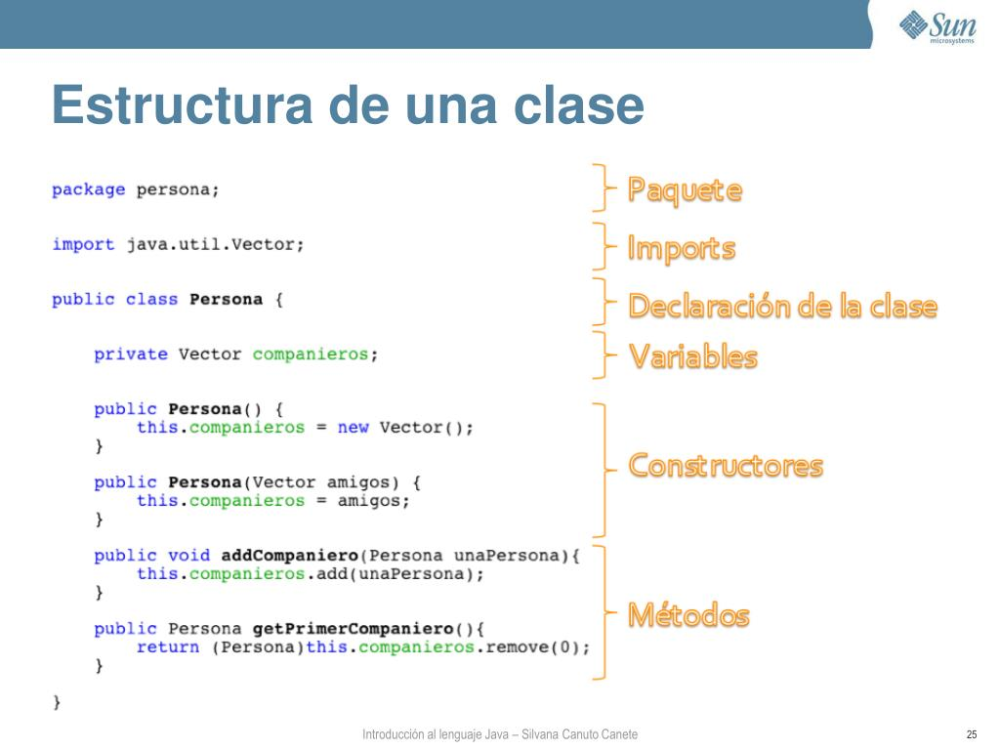 Sun
microsystems
Estructura de una clase
package persona;
Paquete
import java.util.Vector;
Imports
public class Persona {
Declaración de la clase
private Vector companieros;
Variables
public Persona() {
this.companieros = new Vector();
}
public Persona(Vector amigos) {
this.companieros = amigos;
}
Constructores
public void addCompaniero(Persona unaPersona){
this.companieros.add(unaPersona);
}
public Persona getPrimerCompaniero(){
return (Persona)this.companieros.remove(0);
}
Métodos
}
Introducción al lenguaje Java – Silvana Canuto Canete
25